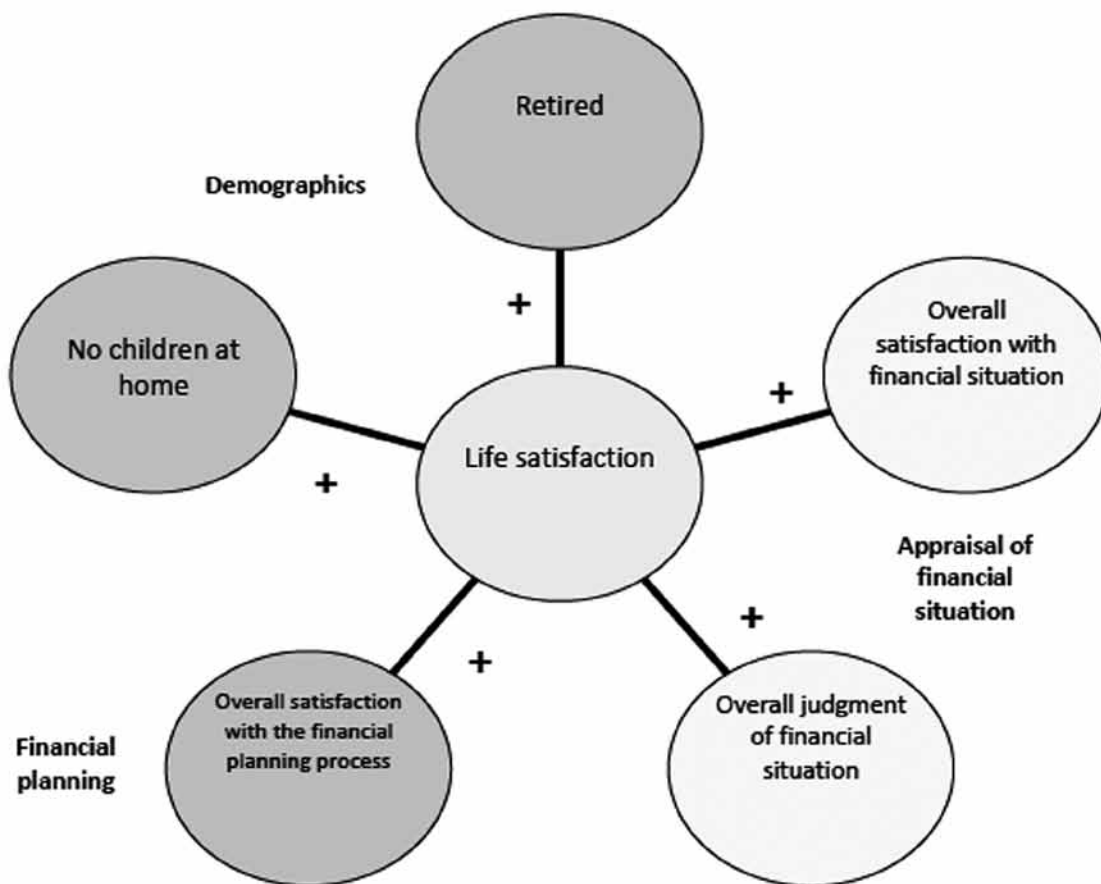 Retired
Demographics
+
Overall
satisfaction with
financial situation
No children at
home
+
Life satisfaction
+
Appraisal of
financial
situation
+
+
Overall satisfaction
with the financial
planning process
Overall judgment
of financial
situation
Financial
planning